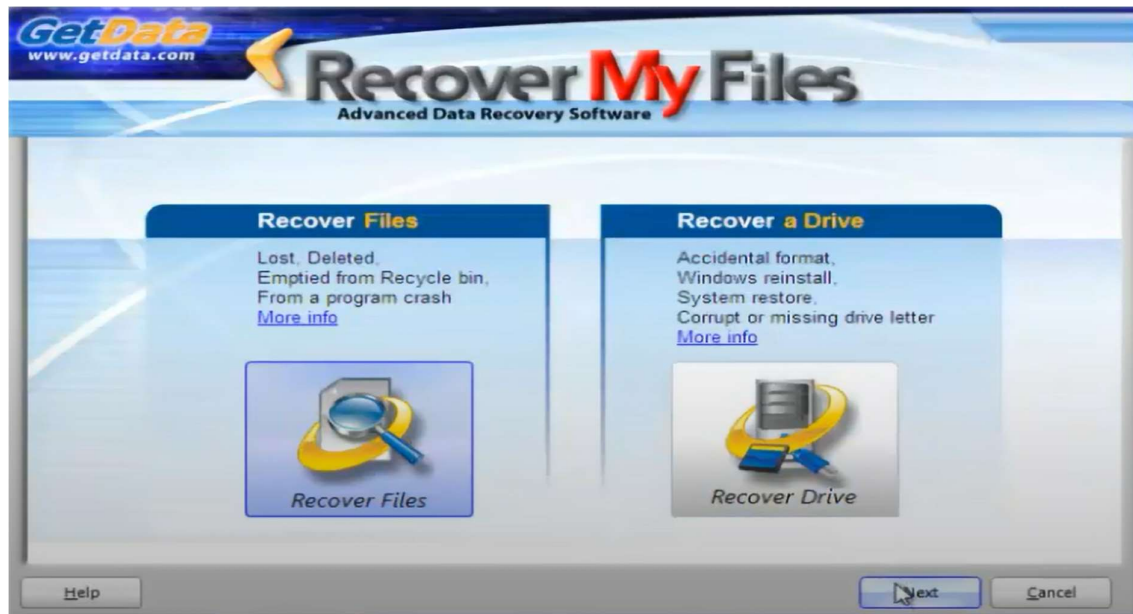 GetData
www.getdata.com
Recover My Files
Advanced Data Recovery Software
Recover Files
Lost, Deleted,
Emptied from Recycle bin,
From a program crash
More info
Recover Files
Recover a Drive
Accidental format,
Windows reinstall,
System restore,
Corrupt or missing drive letter
More info
Recover Drive
Help
Next
Cancel